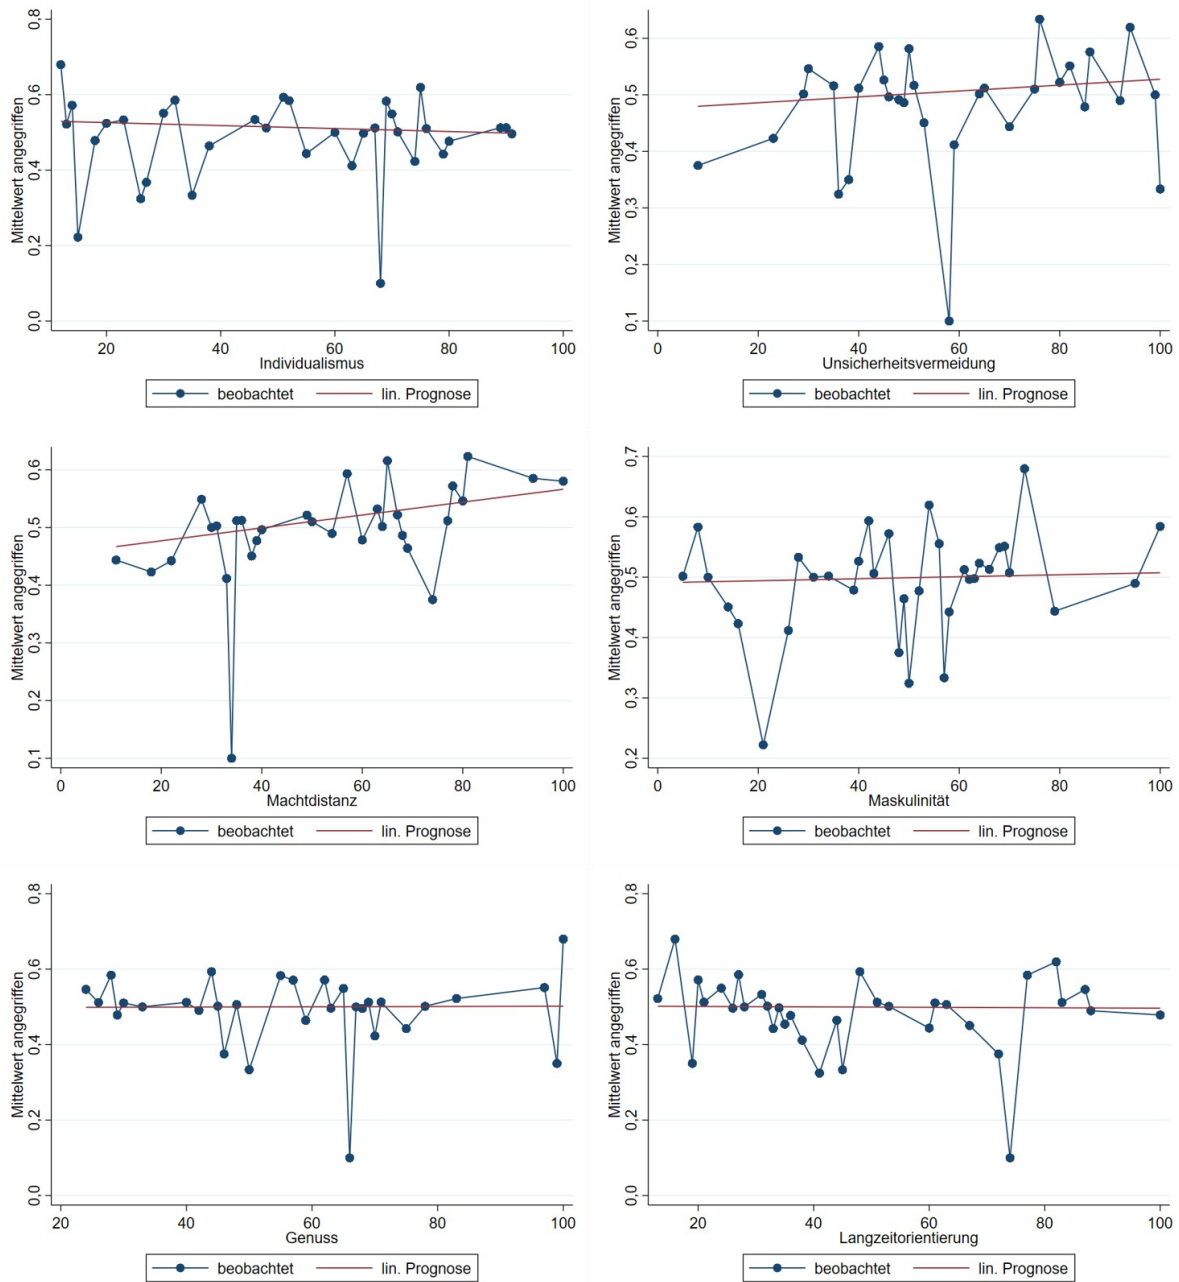 Mittelwert angegriffen
0,8
0,6
0,4
0,2
0,0
20 40 60 80 100
Individualismus
beobachtet lin. Prognose
Mittelwert angegriffen
0,6
0,5
0,4
0,3
0,2
0,1
0 20 40 60 80 100
Unsicherheitsvermeidung
beobachtet lin. Prognose
Mittelwert angegriffen
0,6
0,5
0,4
0,3
0,2
0,1
0 20 40 60 80 100
Machtdistanz
beobachtet lin. Prognose
Mittelwert angegriffen
0,7
0,6
0,5
0,4
0,3
0,2
0 20 40 60 80 100
Maskulinität
beobachtet lin. Prognose
Mittelwert angegriffen
0,8
0,6
0,4
0,2
0,0
20 40 60 80 100
Genuss
beobachtet lin. Prognose
Mittelwert angegriffen
0,8
0,6
0,4
0,2
0,0
20 40 60 80 100
Langzeitorientierung
beobachtet lin. Prognose